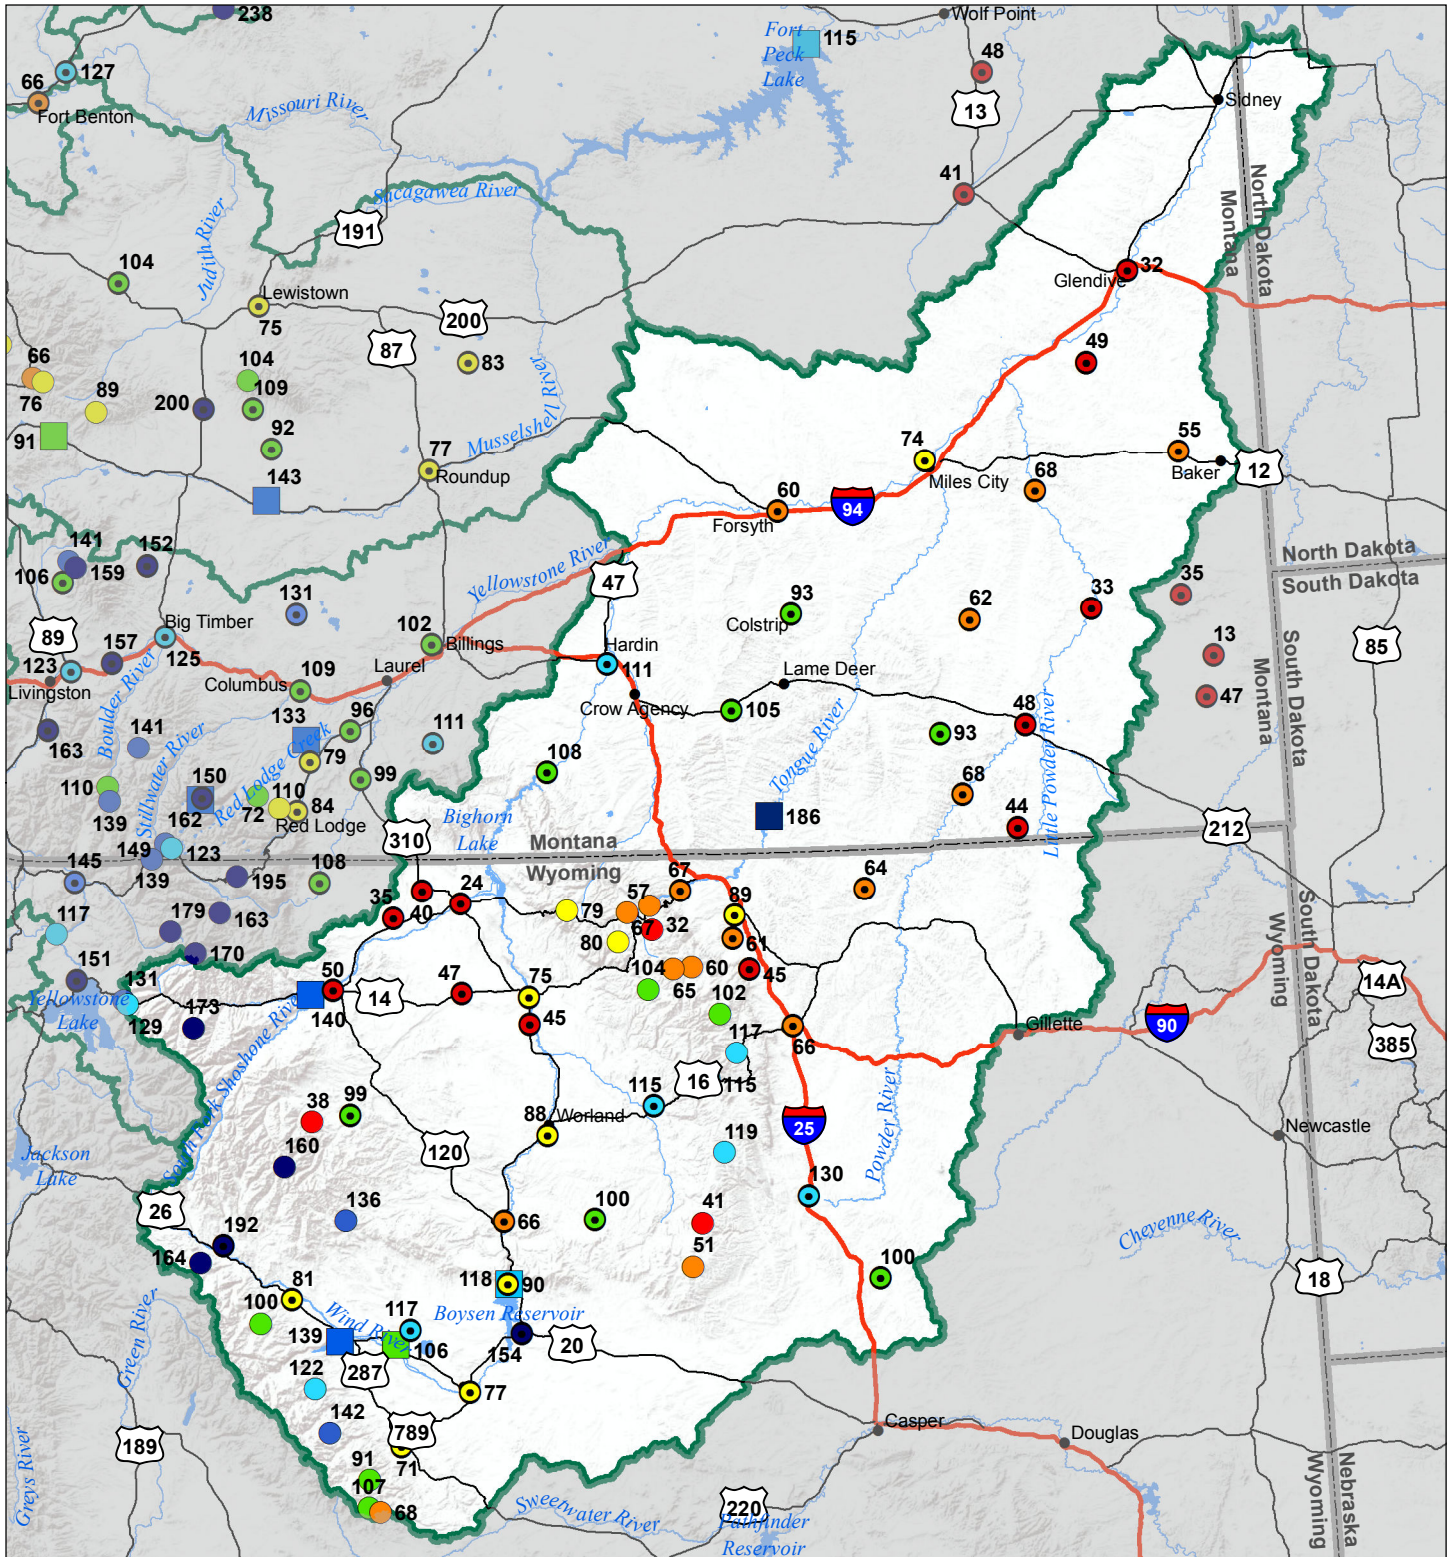 238
Wolf Point
Fort
Peck
Lake
115
48
127
66
Fort Benton
Missouri River
13
Sidney
41
Sacagawea River
191
Judith River
North Dakota
Montana
104
Lewistown
75
200
87
83
32
Glendive
49
66
76
89
104
109
200
92
91
143
77
Roundup
Musselshell River
74
Miles City
55
Baker
12
68
60
Forsyth
94
141
159
106
152
131
Yellowstone River
47
North Dakota
South Dakota
35
33
62
93
Colstrip
89
Big Timber
125
157
123
Livingston
102
Billings
Laurel
Hardin
111
Crow Agency
Lame Deer
105
13
47
85
South Dakota
Montana
Columbus
109
163
Boulder River
141
Stillwater River
133
96
79
Red Lodge Creek
99
111
108
Tongue River
186
93
48
68
44
Little Powder River
212
110
139
150
72
110
84
Red Lodge
162
149
123
139
145
195
108
310
Bighorn
Lake
Montana
Wyoming
24
35
40
67
57
79
80
67
32
89
61
45
64
117
179
163
170
151
Yellowstone
Lake
131
129
173
50
140
14
47
75
45
104
65
60
102
117
115
66
Gillette
90
14A
385
South Dakota
Wyoming
South Fork Shoshone River
38
99
160
115
16
88
Worland
25
Powder River
Newcastle
Jackson
Lake
120
119
130
26
192
164
136
66
100
41
51
100
Cheyenne River
18
81
100
118
90
Boysen Reservoir
Wind River
117
139
106
287
154
20
77
122
142
789
71
91
107
68
Green River
189
Greys River
Casper
Douglas
220
Sweetwater River
Pathfinder
Reservoir
Nebraska
Wyoming